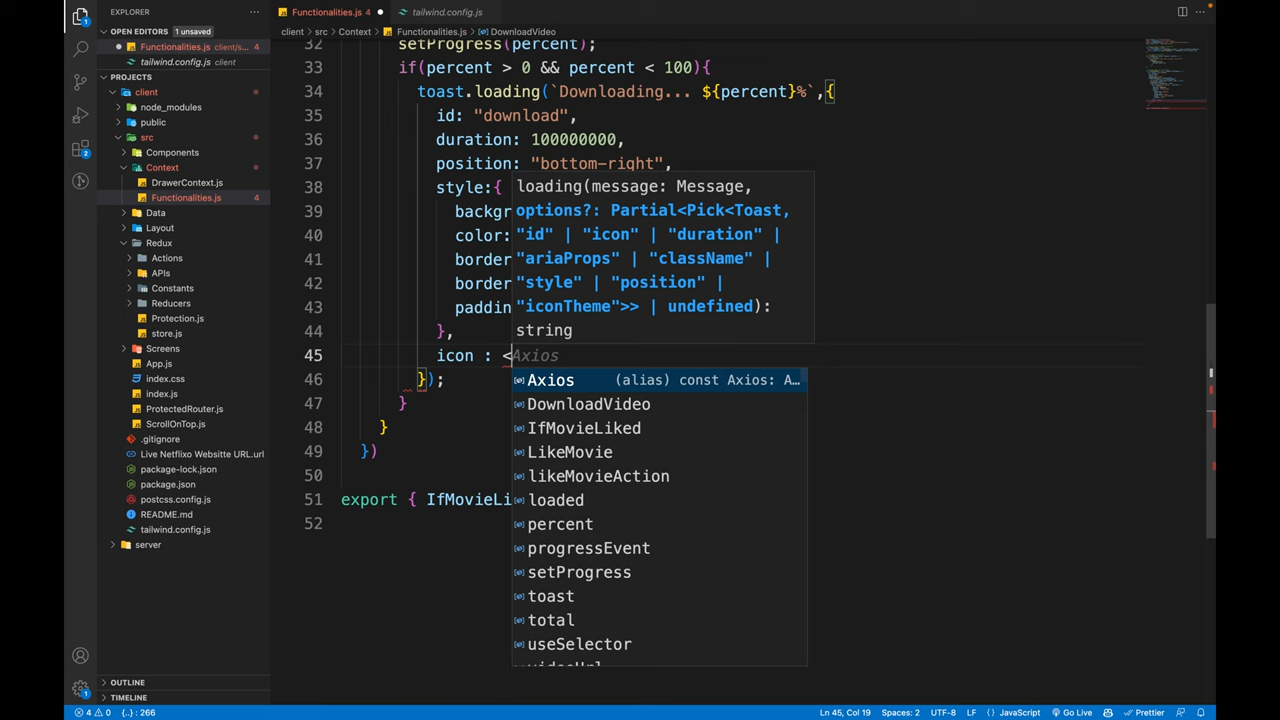 EXPLORER
OPEN EDITORS 1 unsaved
Functionalities.js client/s... 4
tailwind.config.js client
PROJECTS
client
node_modules
public
src
Components
Context
DrawerContext.js
Functionalities.js 4
Data
Layout
Redux
Actions
APIs
Constants
Reducers
Protection.js
store.js
Screens
App.js
index.css
index.js
ProtectedRouter.js
ScrollOnTop.js
.gitignore
Live Netflixo Websitte URL.url
package-lock.json
package.json
postcss.config.js
README.md
tailwind.config.js
server
OUTLINE
TIMELINE
Functionalities.js 4
tailwind.config.js
client > src > Context > Functionalities.js > DownloadVideo
32 setProgress(percent);
33 if(percent > 0 && percent < 100){
34 toast.loading(`Downloading... ${percent}%`,{
35 id: "download",
36 duration: 100000000,
37 position: "bottom-right",
38 style:{
39 backgr
40 color:
41 border
42 border
43 paddin
44 },
45 icon : <Axios
46 });
47 }
48 }
49 })
50
51 export { IfMovieLi
52
loading(message: Message,
options?: Partial<Pick<Toast,
"id" | "icon" | "duration" |
"ariaProps" | "className" |
"style" | "position" |
"iconTheme">> | undefined):
string
Axios (alias) const Axios: A...
DownloadVideo
IfMovieLiked
LikeMovie
likeMovieAction
loaded
percent
progressEvent
setProgress
toast
total
useSelector
videoUrl
4 0 {..}: 266
Ln 45, Col 19 Spaces: 2 UTF-8 LF {} JavaScript Go Live Prettier